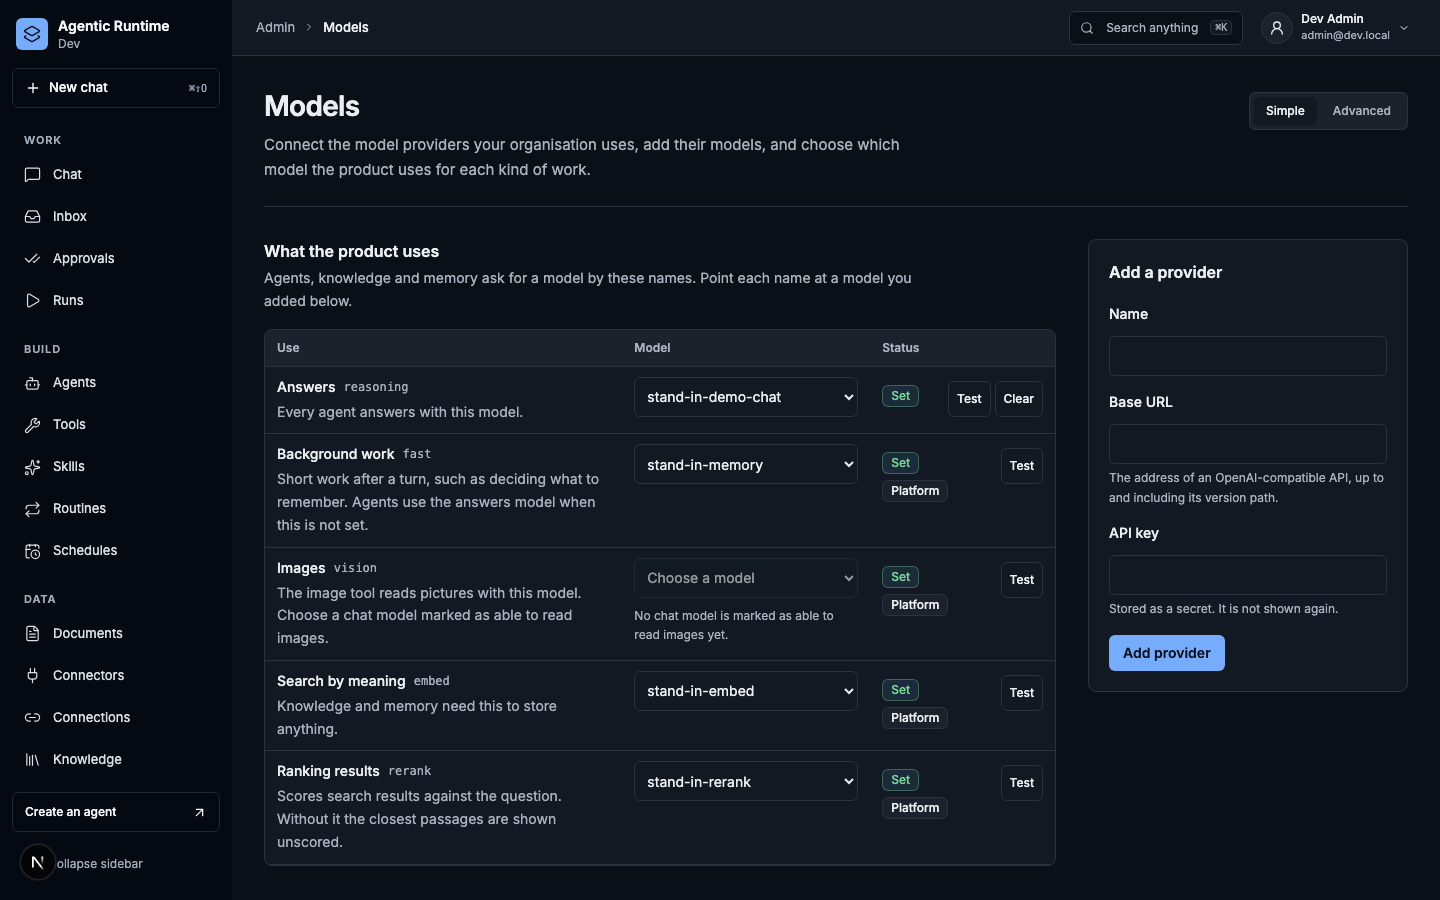 Agentic Runtime
Dev
New chat
⌘⇧O
WORK
Chat
Inbox
Approvals
Runs
BUILD
Agents
Tools
Skills
Routines
Schedules
DATA
Documents
Connectors
Connections
Knowledge
Create an agent
N
ollapse sidebar
Admin > Models
Search anything ⌘K
Dev Admin
admin@dev.local
Models
Connect the model providers your organisation uses, add their models, and choose which
model the product uses for each kind of work.
Simple Advanced
What the product uses
Agents, knowledge and memory ask for a model by these names. Point each name at a model you
added below.
Use Model Status
Answers reasoning
Every agent answers with this model.
stand-in-demo-chat
Set
Test Clear
Background work fast
Short work after a turn, such as deciding what to
remember. Agents use the answers model when
this is not set.
stand-in-memory
Set
Platform
Test
Images vision
The image tool reads pictures with this model.
Choose a chat model marked as able to read
images.
Choose a model
No chat model is marked as able to
read images yet.
Set
Platform
Test
Search by meaning embed
Knowledge and memory need this to store
anything.
stand-in-embed
Set
Platform
Test
Ranking results rerank
Scores search results against the question.
Without it the closest passages are shown
unscored.
stand-in-rerank
Set
Platform
Test
Add a provider
Name
Base URL
The address of an OpenAI-compatible API, up to
and including its version path.
API key
Stored as a secret. It is not shown again.
Add provider